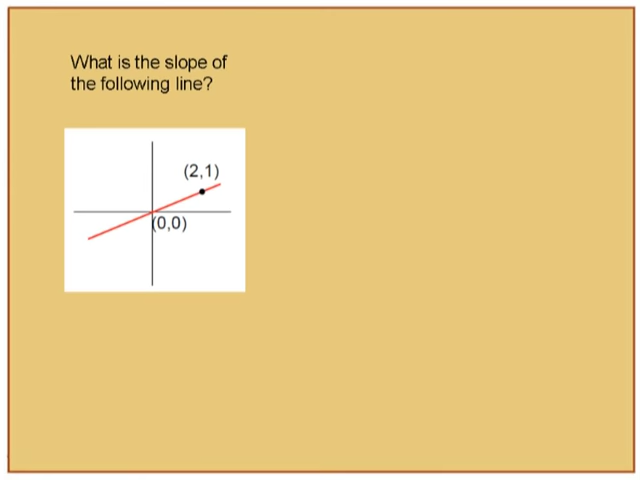 What is the slope of
the following line?
(2,1)
(0,0)